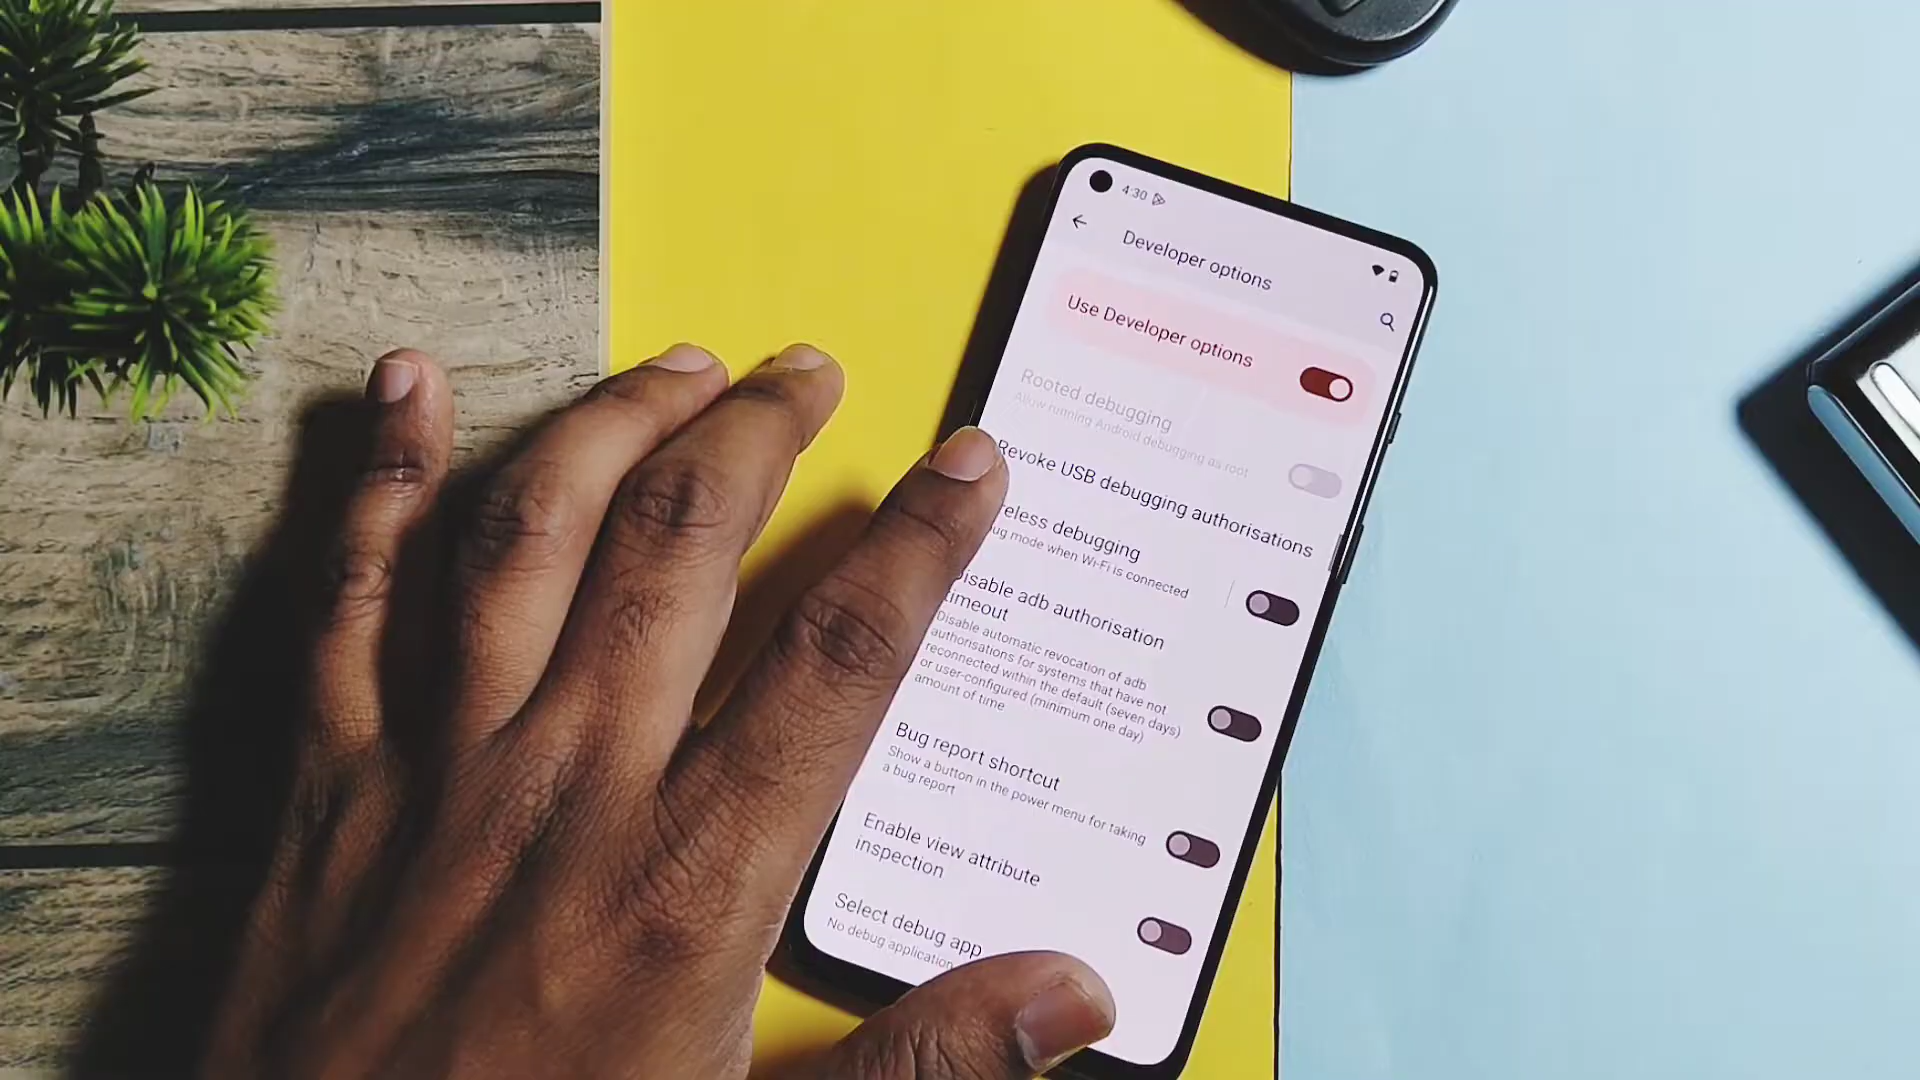 4:30
Developer options
Use Developer options
Rooted debugging
Allow running Android debugging as root
Revoke USB debugging authorisations
reless debugging
ug mode when Wi-Fi is connected
Disable adb authorisation
timeout
Disable automatic revocation of adb
authorisations for systems that have not
reconnected within the default (seven days)
or user-configured (minimum one day)
amount of time
Bug report shortcut
Show a button in the power menu for taking
a bug report
Enable view attribute
inspection
Select debug app
No debug application